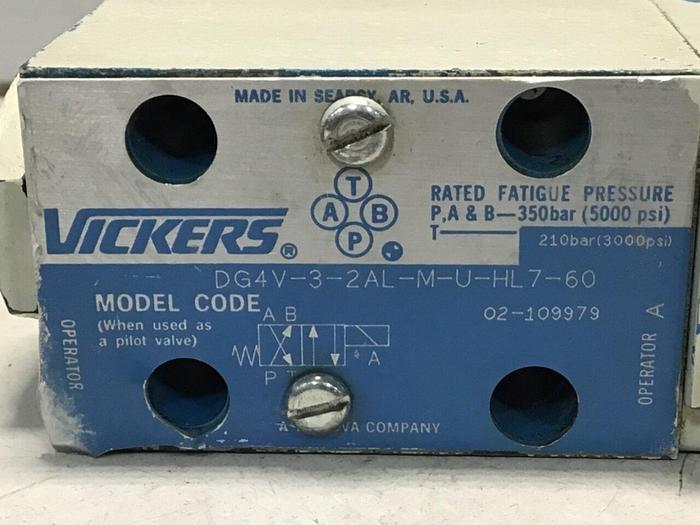 MADE IN SEARCY, AR, U.S.A.
T
A B
P
VICKERS®
RATED FATIGUE PRESSURE
P,A & B—350bar (5000 psi)
T—
210bar(3000psi)
DG4V-3-2AL-M-U-HL7-60
MODEL CODE
(When used as
a pilot valve)
02-109979
A B
A
P T
OPERATOR
OPERATOR A
A COMPANY